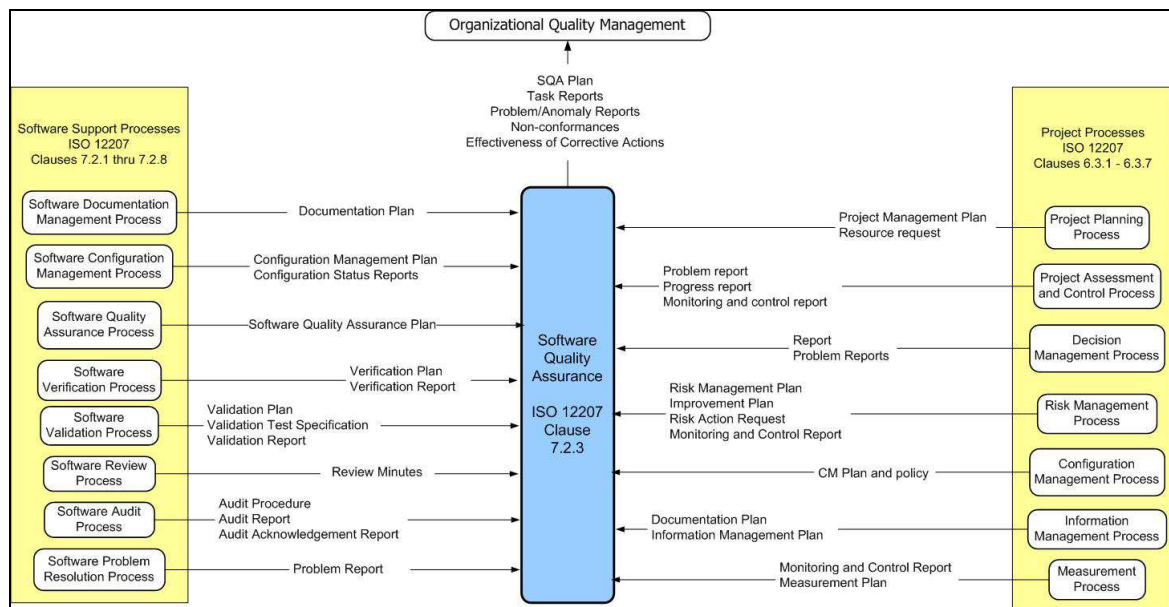 Organizational Quality Management
SQA Plan
Task Reports
Problem/Anomaly Reports
Non-conformances
Effectiveness of Corrective Actions
Software Support Processes
ISO 12207
Clauses 7.2.1 thru 7.2.8
Software Documentation
Management Process
Documentation Plan
Software Configuration
Management Process
Configuration Management Plan
Configuration Status Reports
Software Quality
Assurance Process
Software Quality Assurance Plan
Software
Verification Process
Verification Plan
Verification Report
Software
Validation Process
Validation Plan
Validation Test Specification
Validation Report
Software Review
Process
Review Minutes
Software Audit
Process
Audit Procedure
Audit Report
Audit Acknowledgement Report
Software Problem
Resolution Process
Problem Report
Software
Quality
Assurance
ISO 12207
Clause
7.2.3
Project Processes
ISO 12207
Clauses 6.3.1 - 6.3.7
Project Management Plan
Resource request
Project Planning
Process
Problem report
Progress report
Monitoring and control report
Project Assessment
and Control Process
Report
Problem Reports
Decision
Management Process
Risk Management Plan
Improvement Plan
Risk Action Request
Monitoring and Control Report
Risk Management
Process
CM Plan and policy
Configuration
Management Process
Documentation Plan
Information Management Plan
Information
Management Process
Monitoring and Control Report
Measurement Plan
Measurement
Process